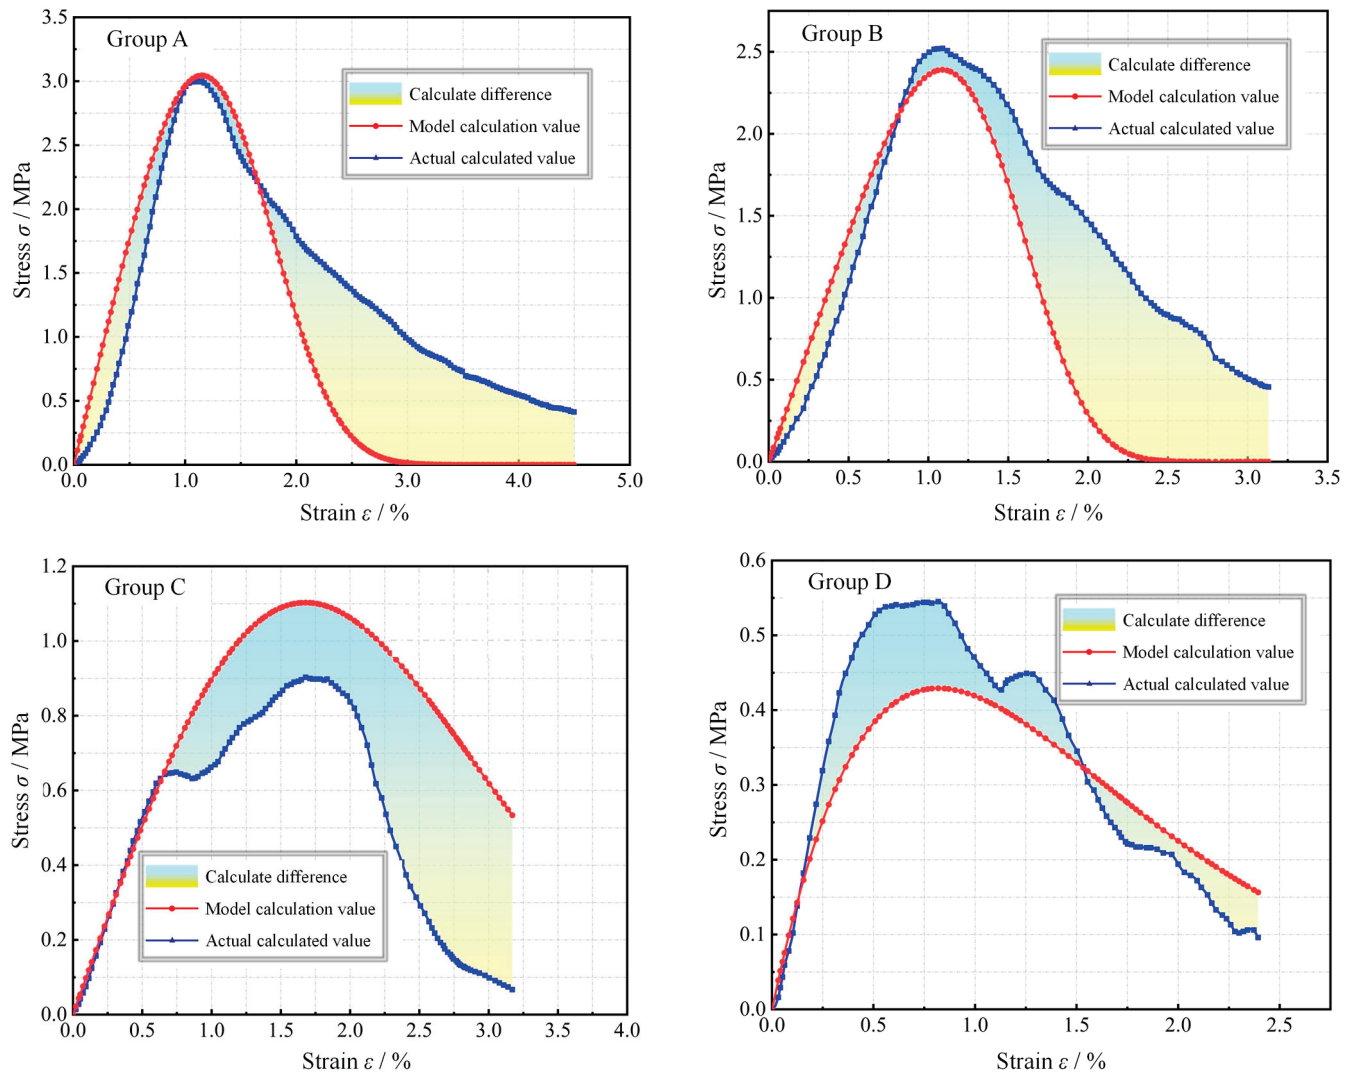 Group A
Calculate difference
Model calculation value
Actual calculated value
3.5
3.0
2.5
2.0
1.5
1.0
0.5
0.0
Stress σ / MPa
0.0 1.0 2.0 3.0 4.0 5.0
Strain ε / %
Group B
Calculate difference
Model calculation value
Actual calculated value
2.5
2.0
1.5
1.0
0.5
0.0
Stress σ / MPa
0.0 0.5 1.0 1.5 2.0 2.5 3.0 3.5
Strain ε / %
Group C
1.2
1.0
0.8
0.6
0.4
0.2
0.0
Stress σ / MPa
Calculate difference
Model calculation value
Actual calculated value
0.0 0.5 1.0 1.5 2.0 2.5 3.0 3.5 4.0
Strain ε / %
Group D
Calculate difference
Model calculation value
Actual calculated value
0.6
0.5
0.4
0.3
0.2
0.1
0.0
Stress σ / MPa
0.0 0.5 1.0 1.5 2.0 2.5
Strain ε / %